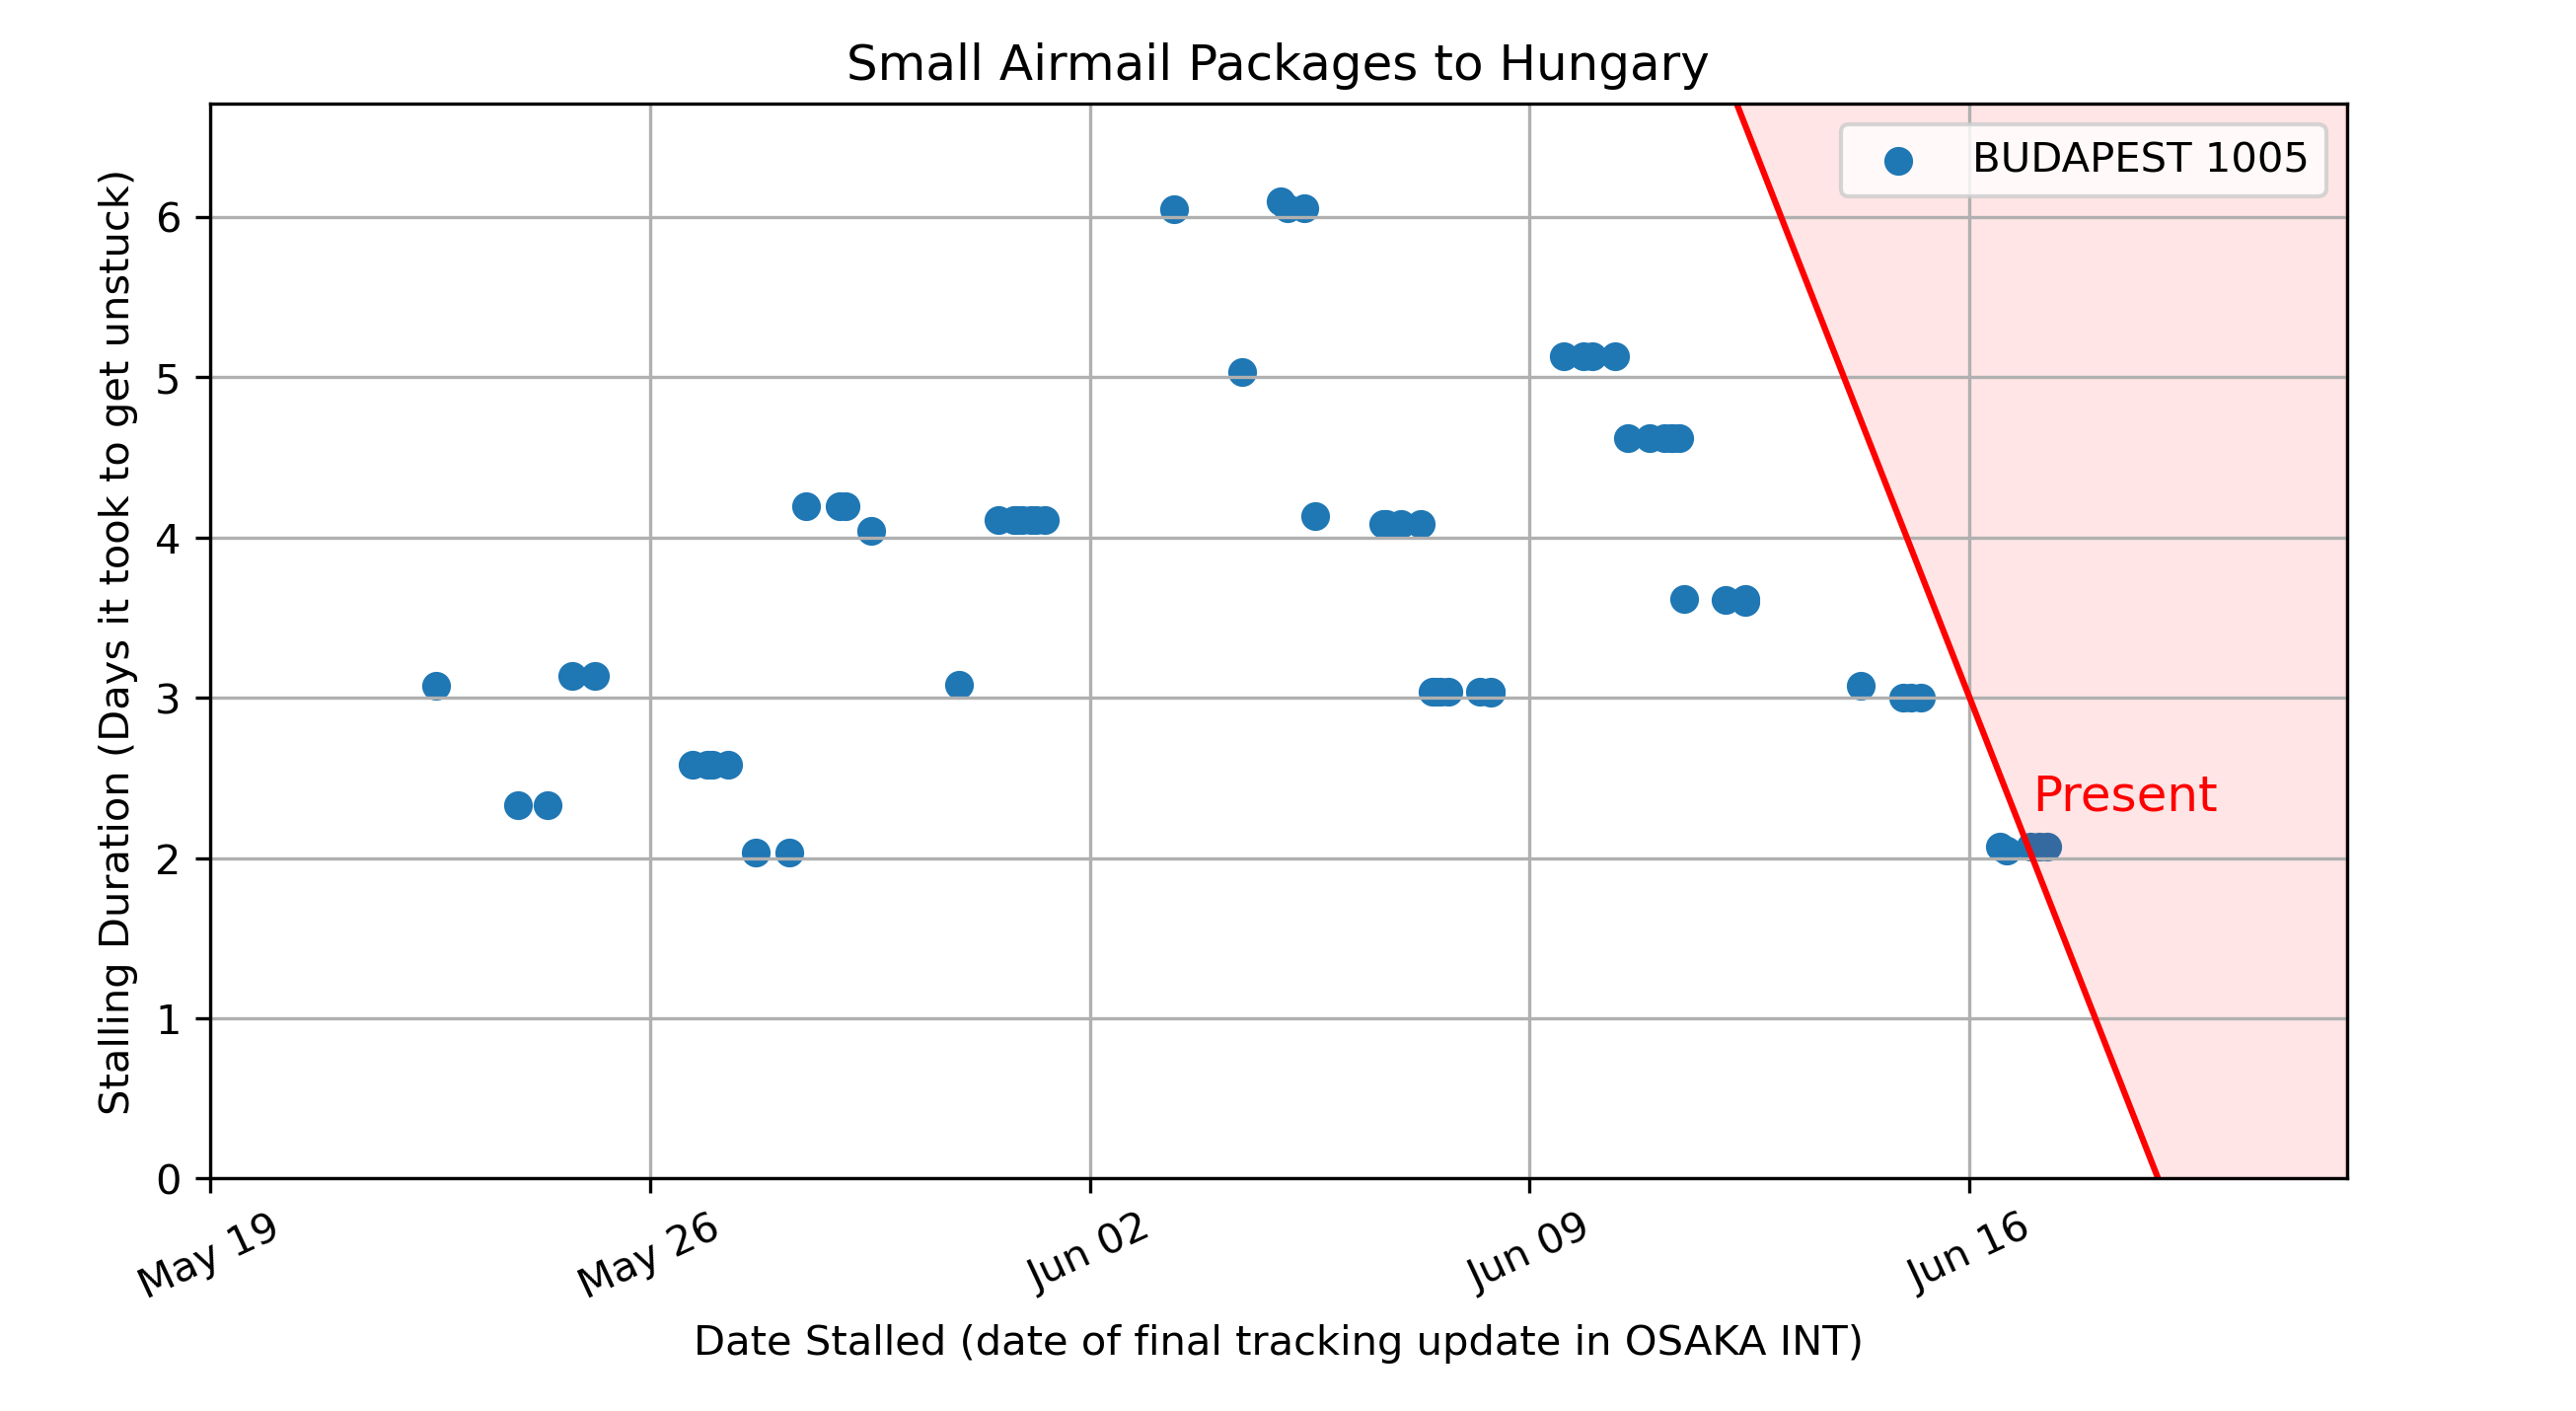 Small Airmail Packages to Hungary
BUDAPEST 1005
Stalling Duration (Days it took to get unstuck)
6
5
4
3
2
1
0
Present
May 19
May 26
Jun 02
Jun 09
Jun 16
Date Stalled (date of final tracking update in OSAKA INT)